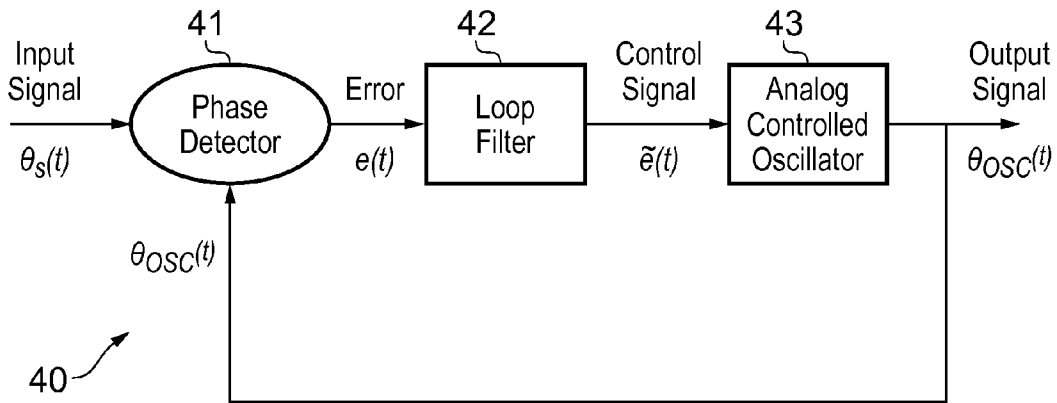 41
42
43
Input
Signal
Phase
Detector
Error
Loop
Filter
Control
Signal
Analog
Controlled
Oscillator
Output
Signal
θS(t)
e(t)
ẽ(t)
θOSC(t)
θOSC(t)
40